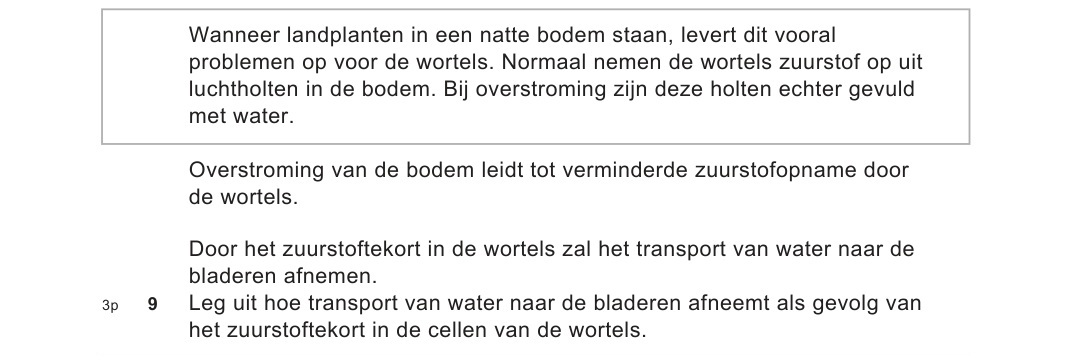 Wanneer landplanten in een natte bodem staan, levert dit vooral
problemen op voor de wortels. Normaal nemen de wortels zuurstof op uit
luchtholten in de bodem. Bij overstroming zijn deze holten echter gevuld
met water.
Overstroming van de bodem leidt tot verminderde zuurstofopname door
de wortels.
Door het zuurstoftekort in de wortels zal het transport van water naar de
bladeren afnemen.
3p 9 Leg uit hoe transport van water naar de bladeren afneemt als gevolg van
het zuurstoftekort in de cellen van de wortels.